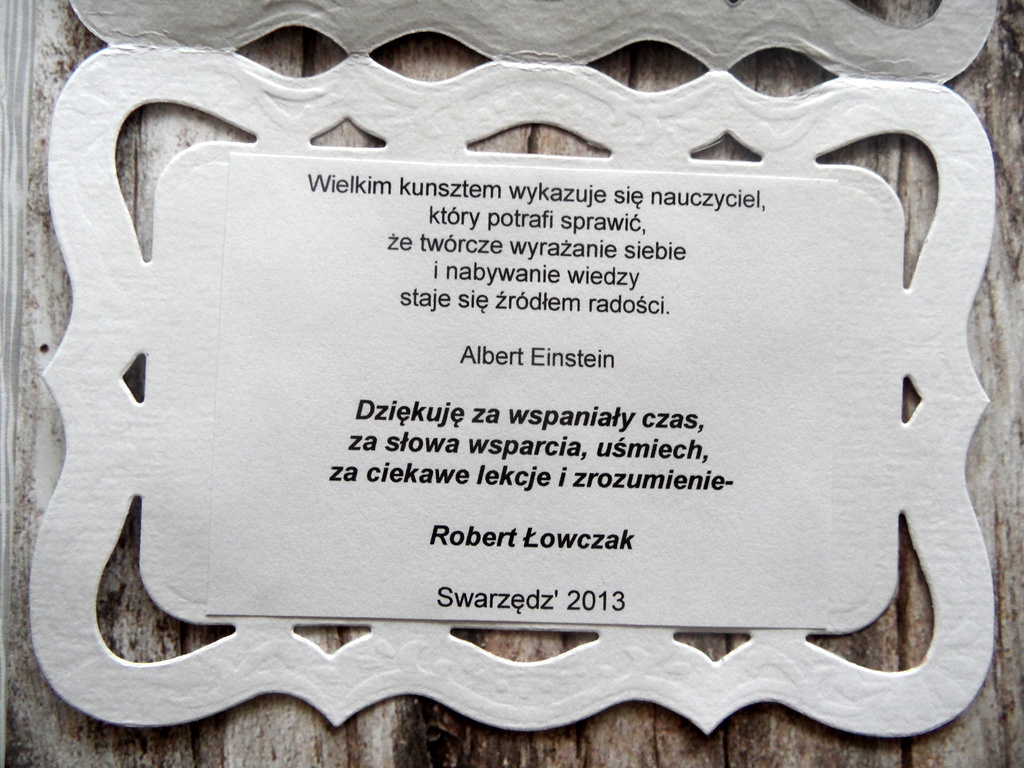 Wielkim kunsztem wykazuje się nauczyciel,
który potrafi sprawić,
że twórcze wyrażanie siebie
i nabywanie wiedzy
staje się źródłem radości.
Albert Einstein
Dziękuję za wspaniały czas,
za słowa wsparcia, uśmiech,
za ciekawe lekcje i zrozumienie-
Robert Łowczak
Swarzędz' 2013